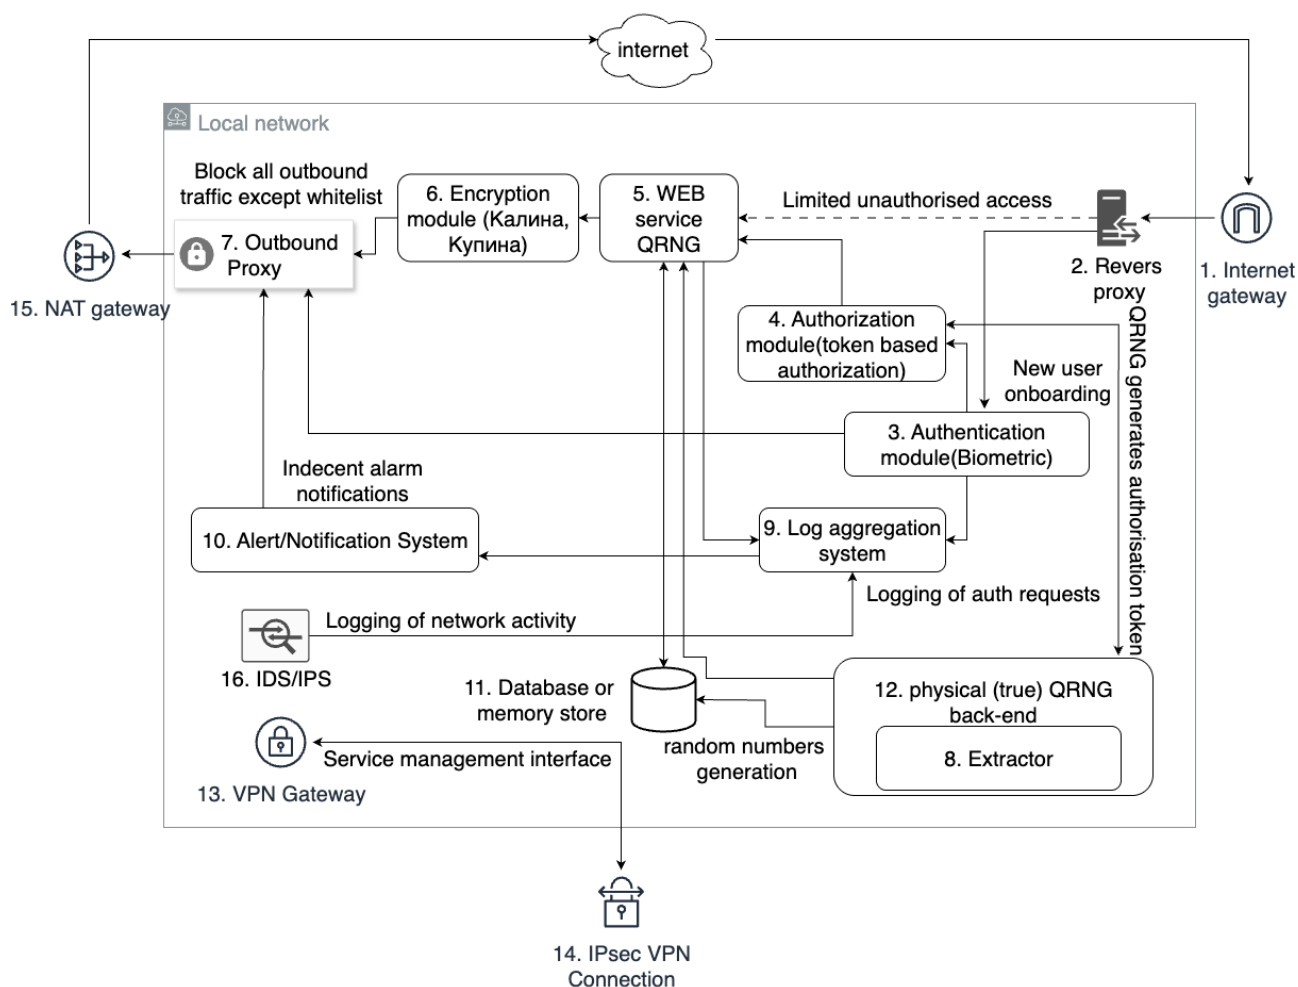 internet
Local network
Block all outbound
traffic except whitelist
6. Encryption
module (Калина,
Купина)
5. WEB
service
QRNG
Limited unauthorised access
7. Outbound
Proxy
2. Revers
proxy
1. Internet
gateway
15. NAT gateway
4. Authorization
module(token based
authorization)
QRNG generates authorisation token
New user
onboarding
3. Authentication
module(Biometric)
Indecent alarm
notifications
10. Alert/Notification System
9. Log aggregation
system
Logging of auth requests
Logging of network activity
16. IDS/IPS
11. Database or
memory store
12. physical (true) QRNG
back-end
8. Extractor
random numbers
generation
Service management interface
13. VPN Gateway
14. IPsec VPN
Connection